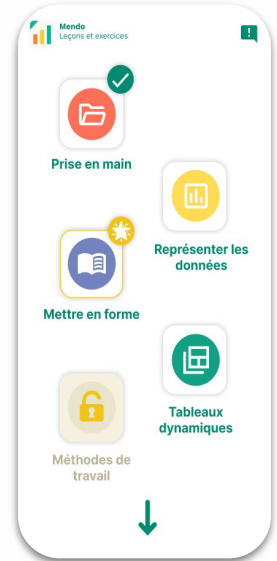 Mendo
Leçons et exercices
Prise en main
Représenter les
données
Mettre en forme
Tableaux
dynamiques
Méthodes de
travail